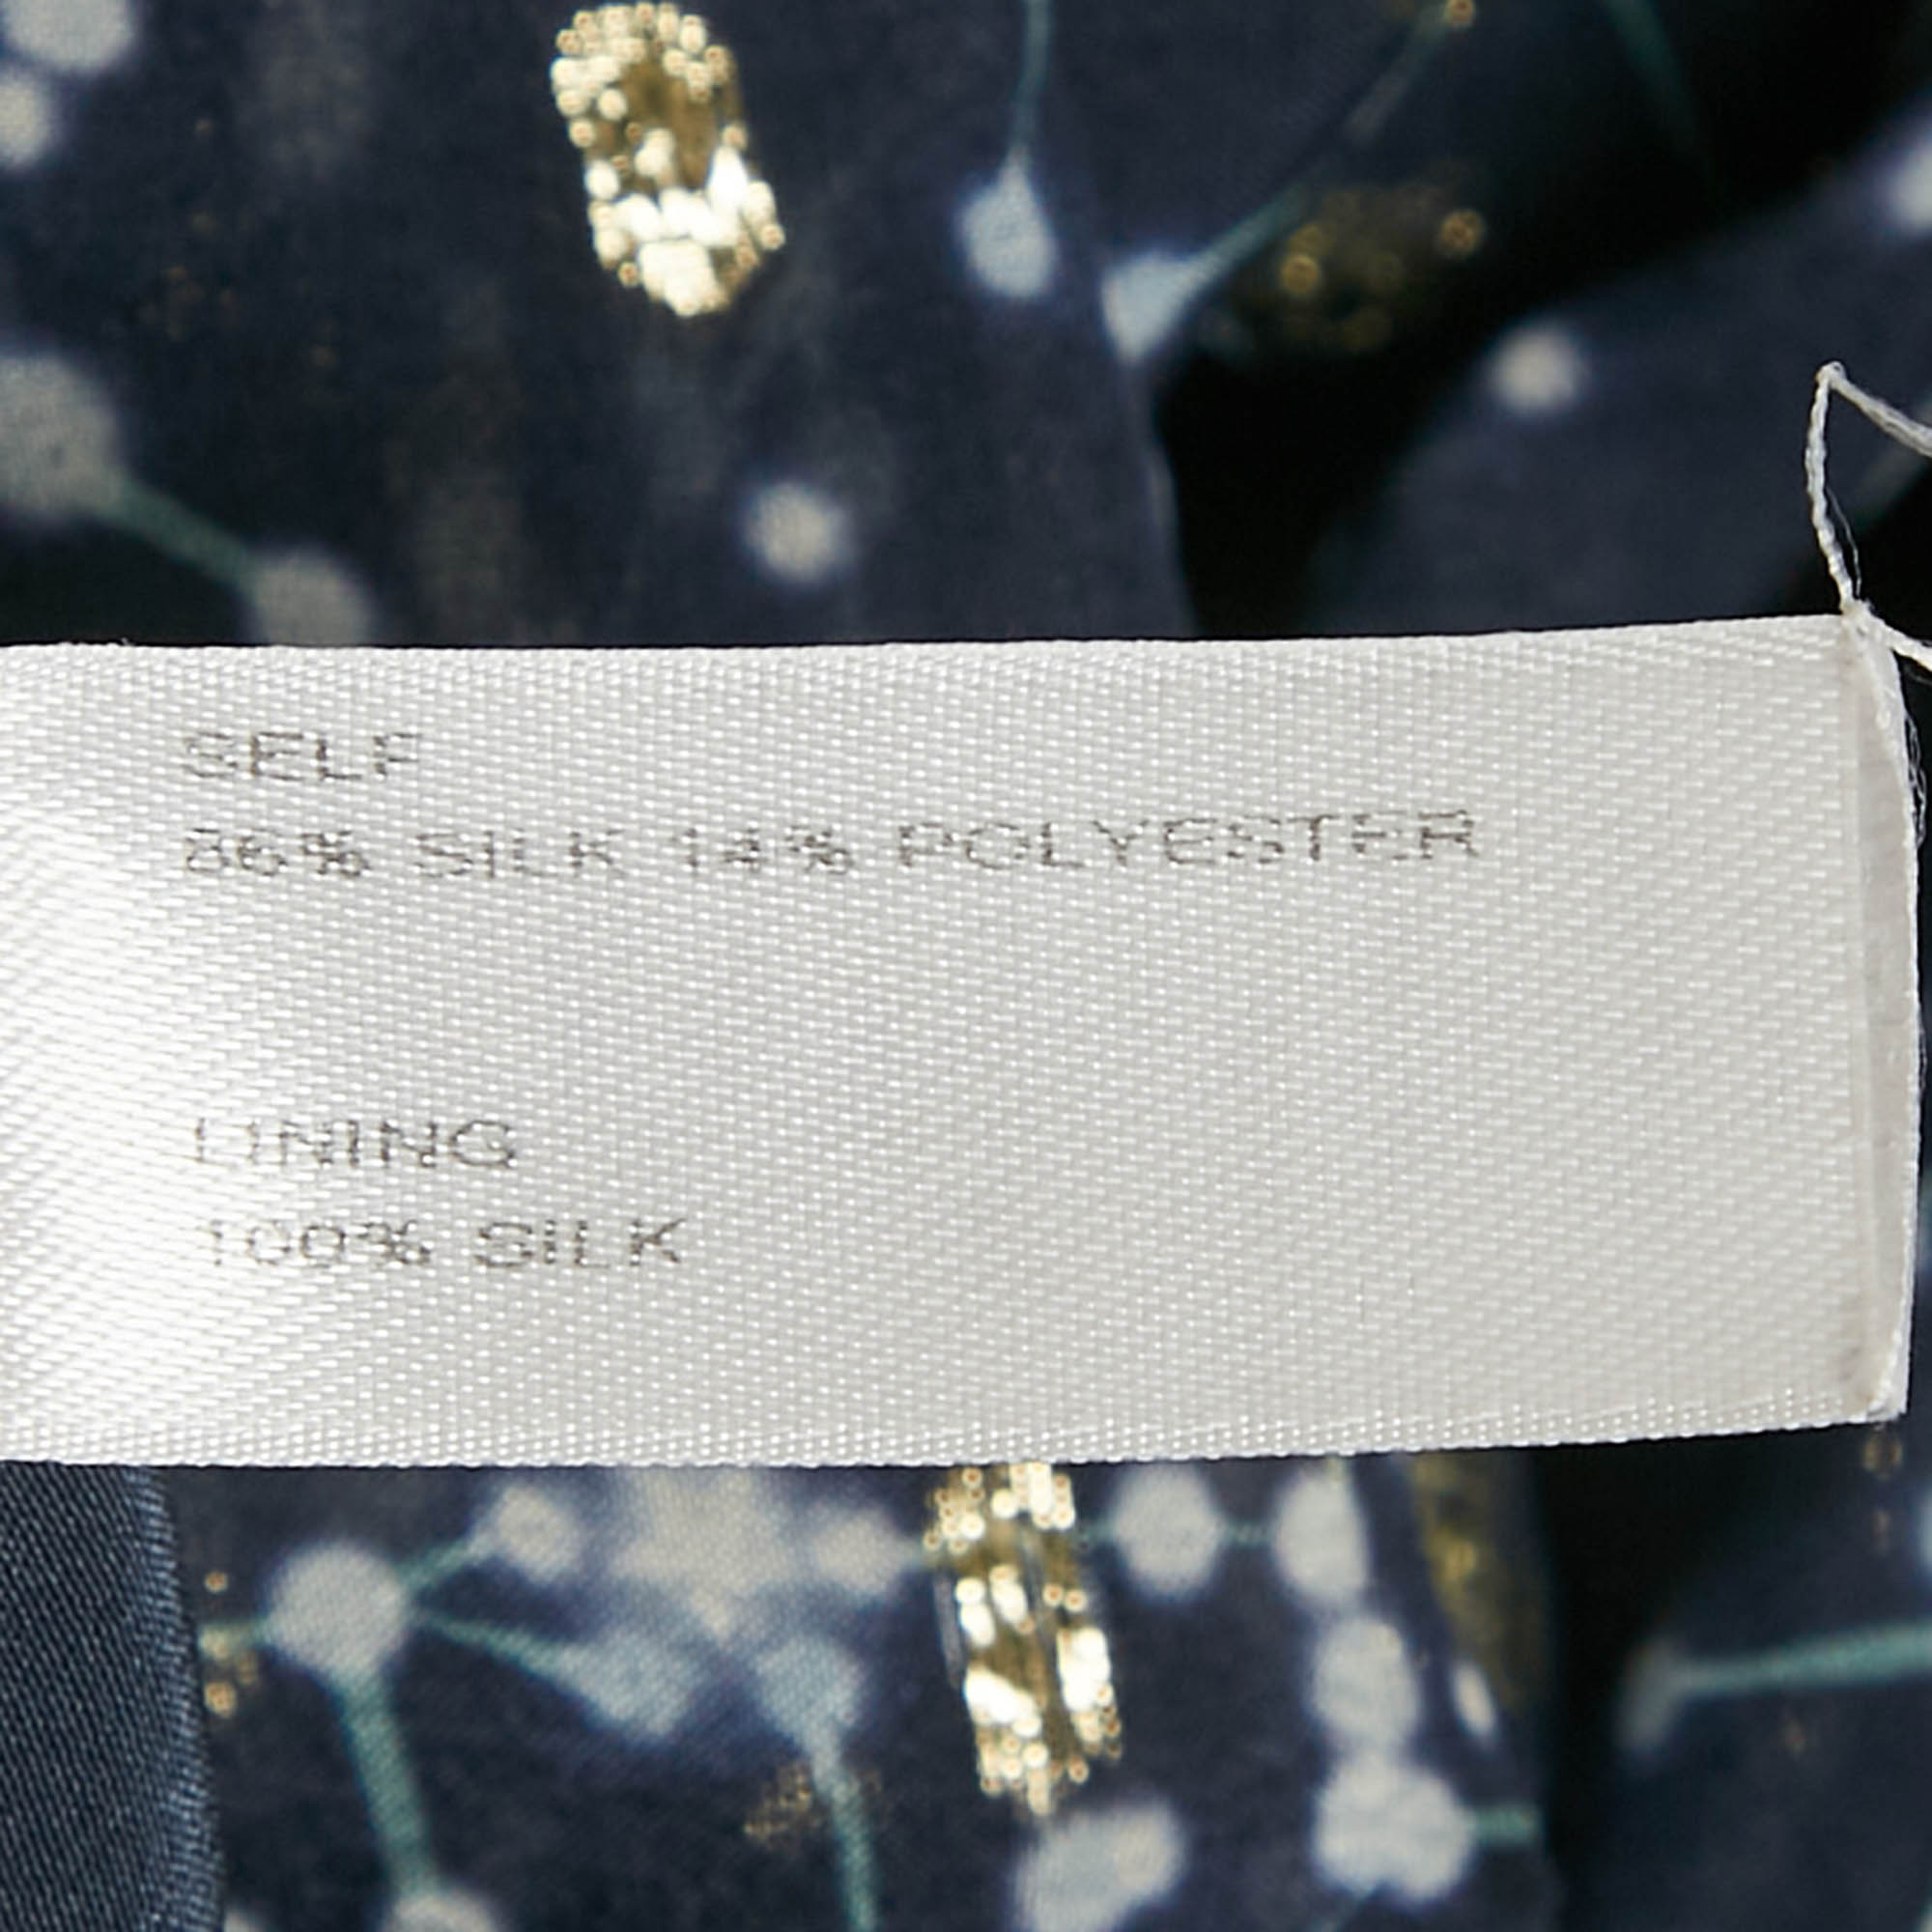 SELF
86% SILK 14% POLYESTER
LINING
100% SILK